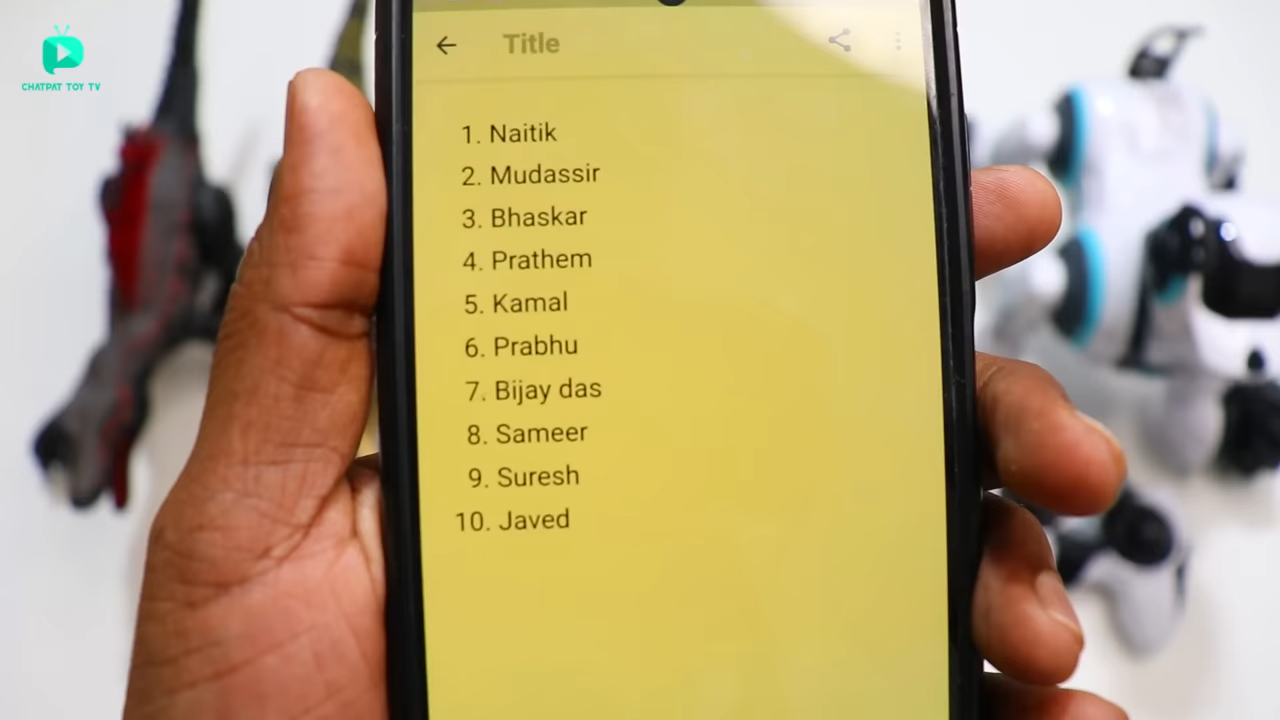 CHATPAT TOY TV
Title
1. Naitik
2. Mudassir
3. Bhaskar
4. Prathem
5. Kamal
6. Prabhu
7. Bijay das
8. Sameer
9. Suresh
10. Javed